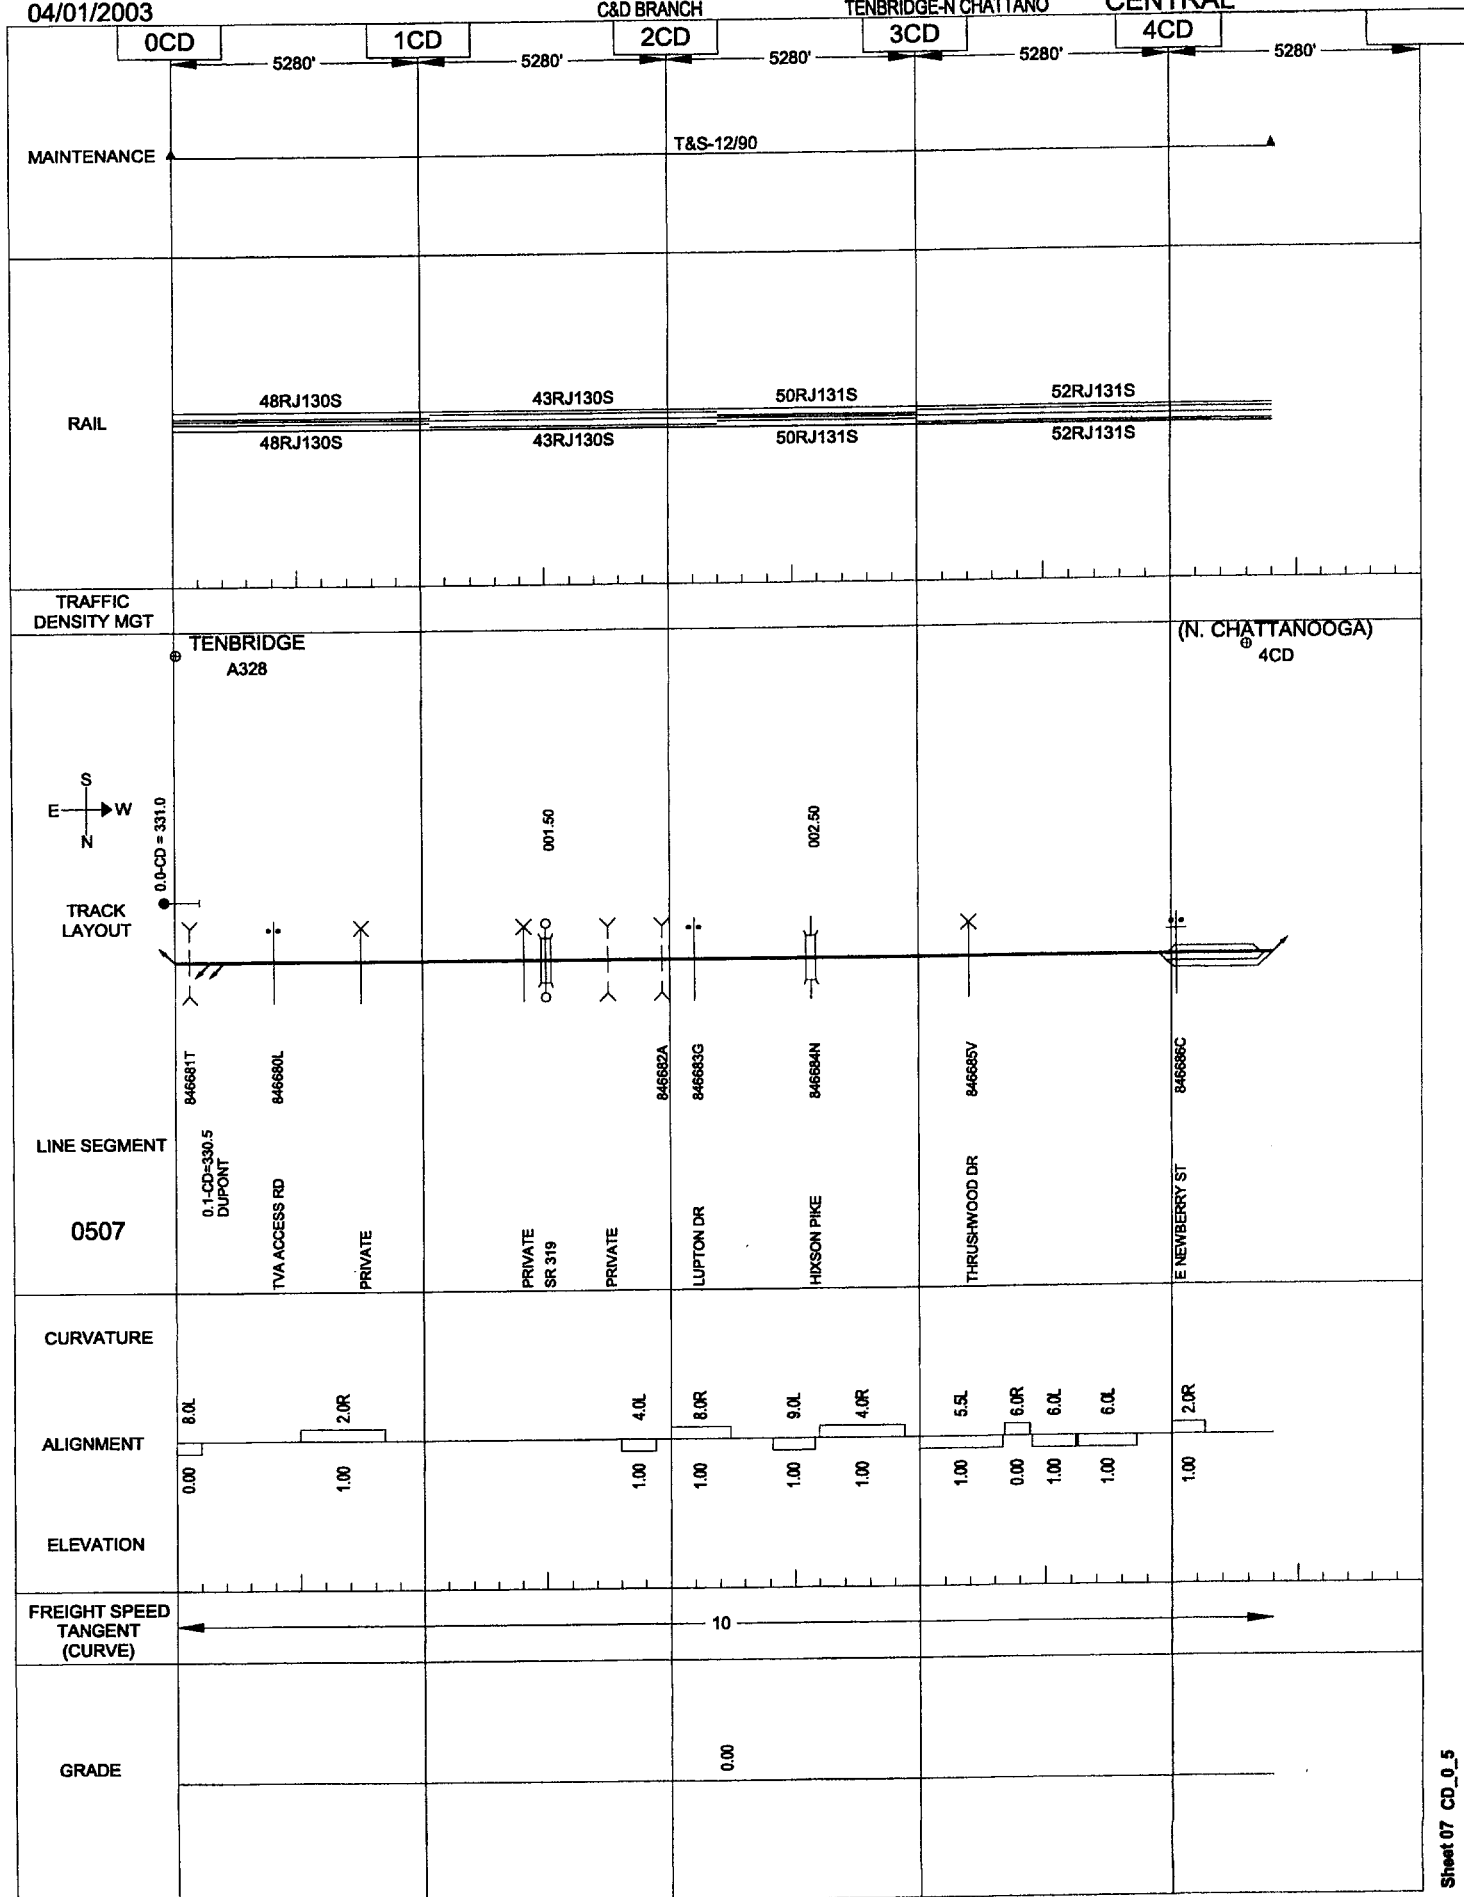 04/01/2003
C&D BRANCH
TENBRIDGE-N CHATTANO
CENTRAL
0CD
1CD
2CD
3CD
4CD
5280'
5280'
5280'
5280'
5280'
MAINTENANCE
T&S-12/90
RAIL
48RJ130S
43RJ130S
50RJ131S
52RJ131S
48RJ130S
43RJ130S
50RJ131S
52RJ131S
TRAFFIC
DENSITY MGT
TENBRIDGE
A328
(N. CHATTANOOGA)
4CD
S
E
W
N
0.0-CD = 331.0
001.50
002.50
TRACK
LAYOUT
846681T
846680L
846682A
846683G
846684N
846685V
846686C
LINE SEGMENT
0507
0.1-CD=330.5
DUPONT
TVA ACCESS RD
PRIVATE
PRIVATE
SR 319
PRIVATE
LUPTON DR
HIXSON PIKE
THRUSHWOOD DR
E NEWBERRY ST
CURVATURE
8.0L
2.0R
4.0L
8.0R
9.0L
4.0R
5.5L
6.0R
6.0L
6.0L
2.0R
ALIGNMENT
0.00
1.00
1.00
1.00
1.00
1.00
1.00
0.00
1.00
1.00
1.00
ELEVATION
FREIGHT SPEED
TANGENT
(CURVE)
10
GRADE
0.00
Sheet 07 CD_0_5